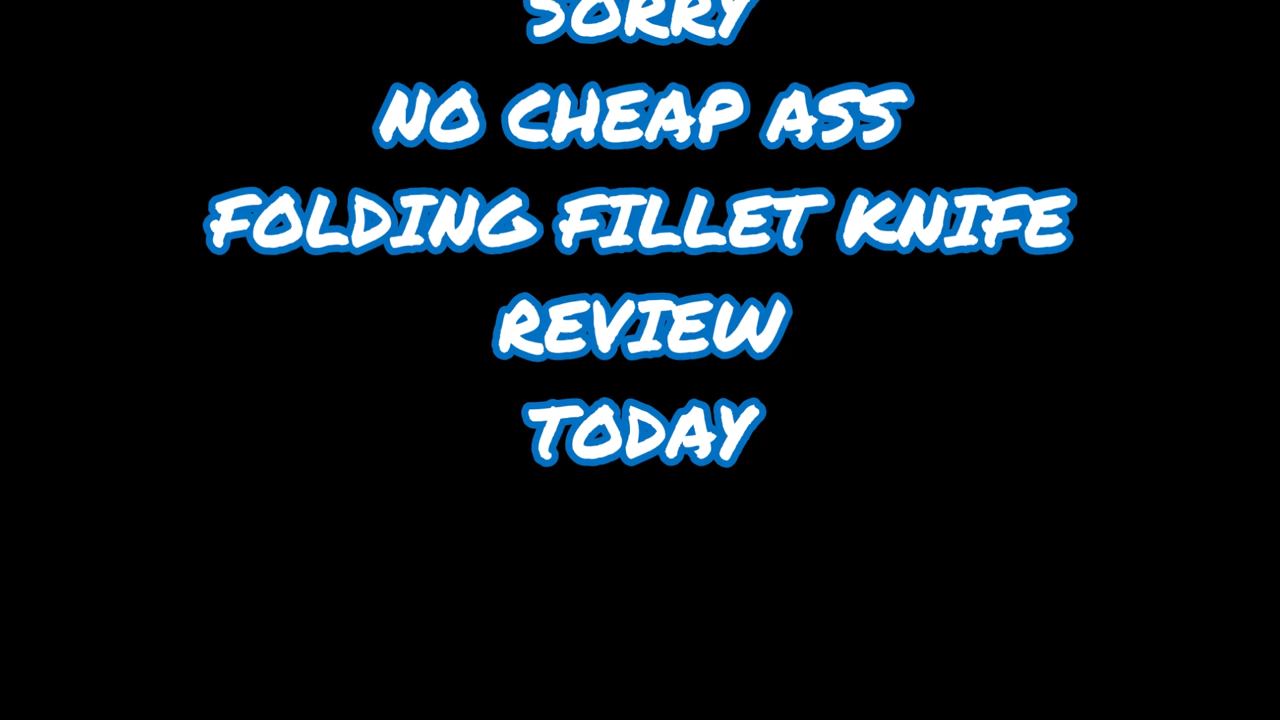 SORRY
NO CHEAP ASS
FOLDING FILLET KNIFE
REVIEW
TODAY